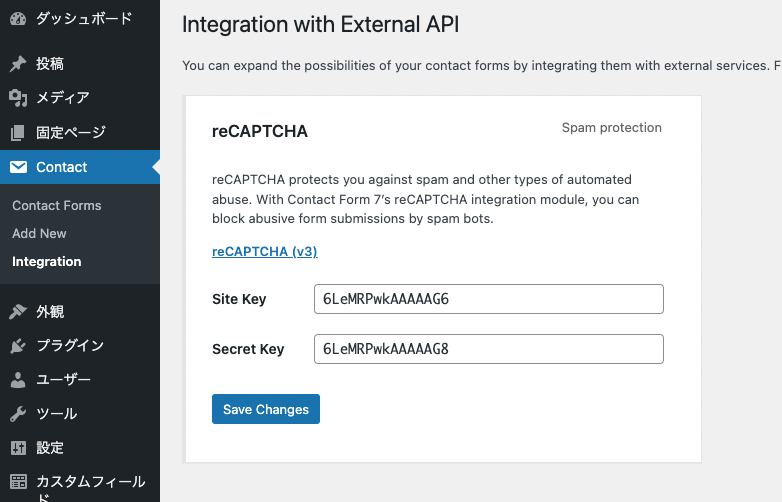 ダッシュボード
投稿
メディア
固定ページ
Contact
Contact Forms
Add New
Integration
外観
プラグイン
ユーザー
ツール
設定
カスタムフィール
ド
Integration with External API
You can expand the possibilities of your contact forms by integrating them with external services. F
reCAPTCHA
Spam protection
reCAPTCHA protects you against spam and other types of automated
abuse. With Contact Form 7’s reCAPTCHA integration module, you can
block abusive form submissions by spam bots.
reCAPTCHA (v3)
Site Key 6LeMRPwkAAAAAG6
Secret Key 6LeMRPwkAAAAAG8
Save Changes